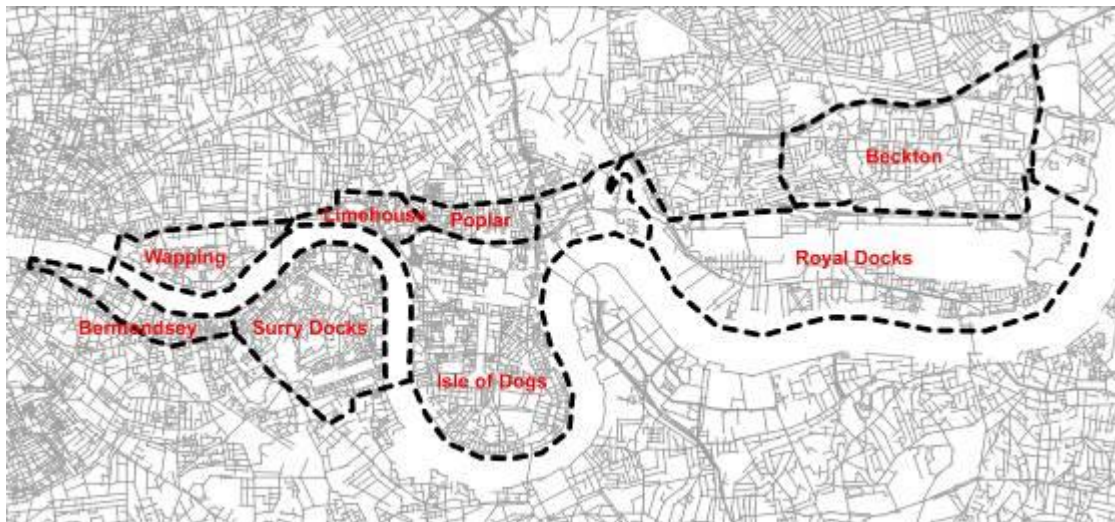 Beckton
Limehouse
Poplar
Wapping
Royal Docks
Bermondsey
Surry Docks
Isle of Dogs